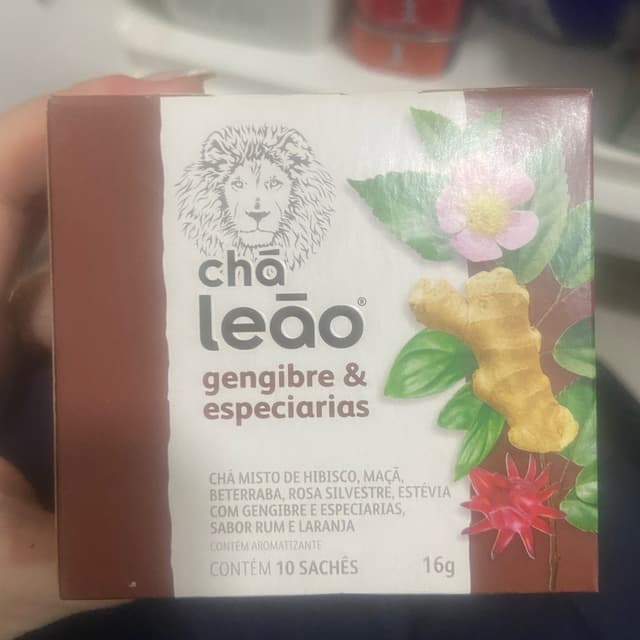 chá
leão®
gengibre &
especiarias
CHÁ MISTO DE HIBISCO, MAÇÃ,
BETERRABA, ROSA SILVESTRE, ESTÉVIA
COM GENGIBRE E ESPECIARIAS,
SABOR RUM E LARANJA
CONTÉM AROMATIZANTE
CONTÉM 10 SACHÊS 16g